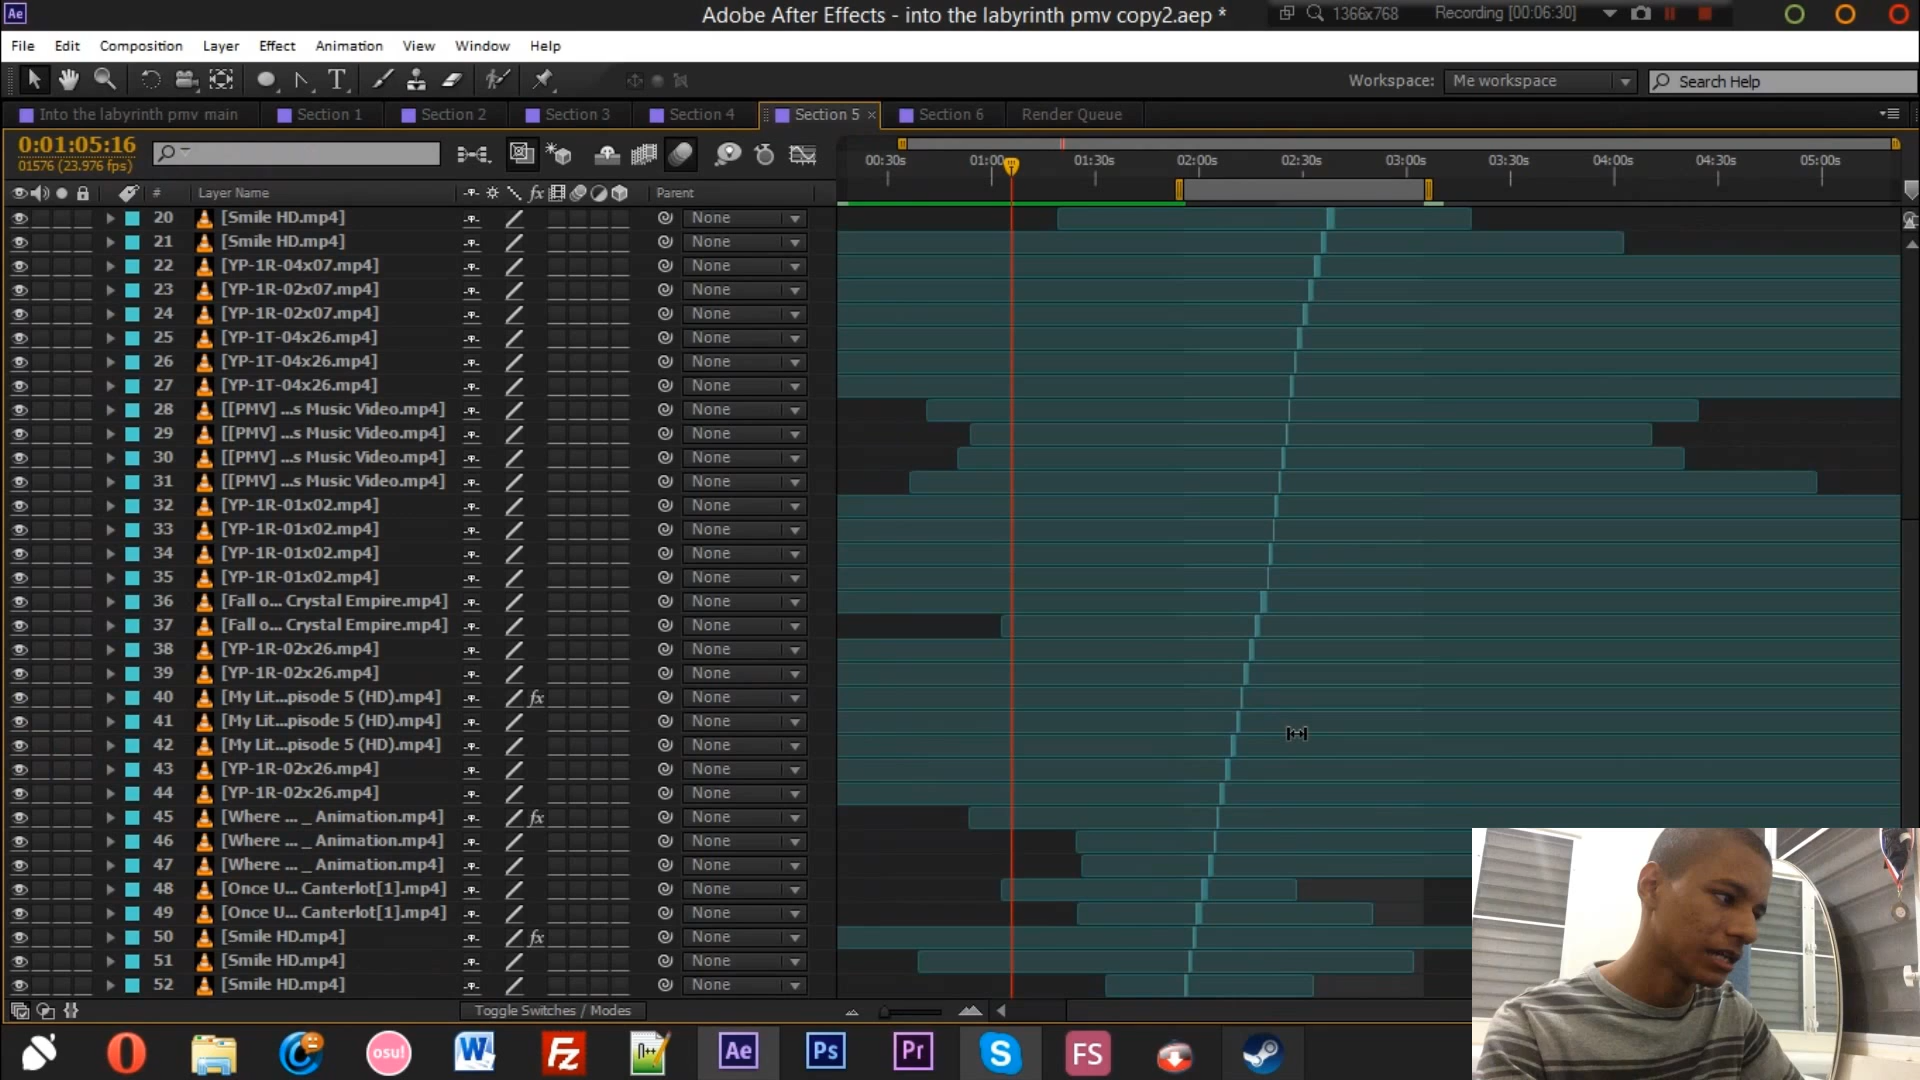 Ae Adobe After Effects - into the labyrinth pmv copy2.aep * 1366x768 Recording [00:06:30]
File Edit Composition Layer Effect Animation View Window Help
T Workspace: Me workspace Search Help
Into the labyrinth pmv main Section 1 Section 2 Section 3 Section 4 Section 5 × Section 6 Render Queue
0:01:05:16
01576 (23.976 fps)
00:30s 01:00s 01:30s 02:00s 02:30s 03:00s 03:30s 04:00s 04:30s 05:00s
# Layer Name fx Parent
20 [Smile HD.mp4] None
21 [Smile HD.mp4] None
22 [YP-1R-04x07.mp4] None
23 [YP-1R-02x07.mp4] None
24 [YP-1R-02x07.mp4] None
25 [YP-1T-04x26.mp4] None
26 [YP-1T-04x26.mp4] None
27 [YP-1T-04x26.mp4] None
28 [[PMV] ...s Music Video.mp4] None
29 [[PMV] ...s Music Video.mp4] None
30 [[PMV] ...s Music Video.mp4] None
31 [[PMV] ...s Music Video.mp4] None
32 [YP-1R-01x02.mp4] None
33 [YP-1R-01x02.mp4] None
34 [YP-1R-01x02.mp4] None
35 [YP-1R-01x02.mp4] None
36 [Fall o... Crystal Empire.mp4] None
37 [Fall o... Crystal Empire.mp4] None
38 [YP-1R-02x26.mp4] None
39 [YP-1R-02x26.mp4] None
40 [My Lit...pisode 5 (HD).mp4] fx None
41 [My Lit...pisode 5 (HD).mp4] None
42 [My Lit...pisode 5 (HD).mp4] None
43 [YP-1R-02x26.mp4] None
44 [YP-1R-02x26.mp4] None
45 [Where ... _ Animation.mp4] fx None
46 [Where ... _ Animation.mp4] None
47 [Where ... _ Animation.mp4] None
48 [Once U... Canterlot[1].mp4] None
49 [Once U... Canterlot[1].mp4] None
50 [Smile HD.mp4] fx None
51 [Smile HD.mp4] None
52 [Smile HD.mp4] None
Toggle Switches / Modes
osu! W Fz N++ Ae Ps Pr S FS